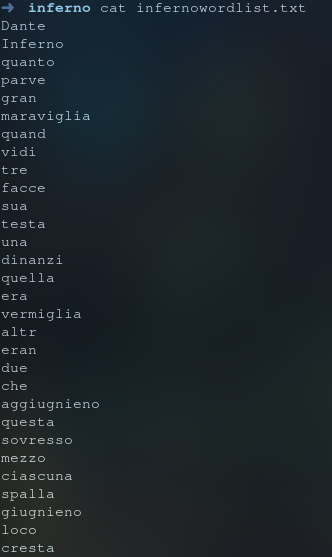 ➜ inferno cat infernowordlist.txt
Dante
Inferno
quanto
parve
gran
maraviglia
quand
vidi
tre
facce
sua
testa
una
dinanzi
quella
era
vermiglia
altr
eran
due
che
aggiugnieno
questa
sovresso
mezzo
ciascuna
spalla
giugnieno
loco
cresta